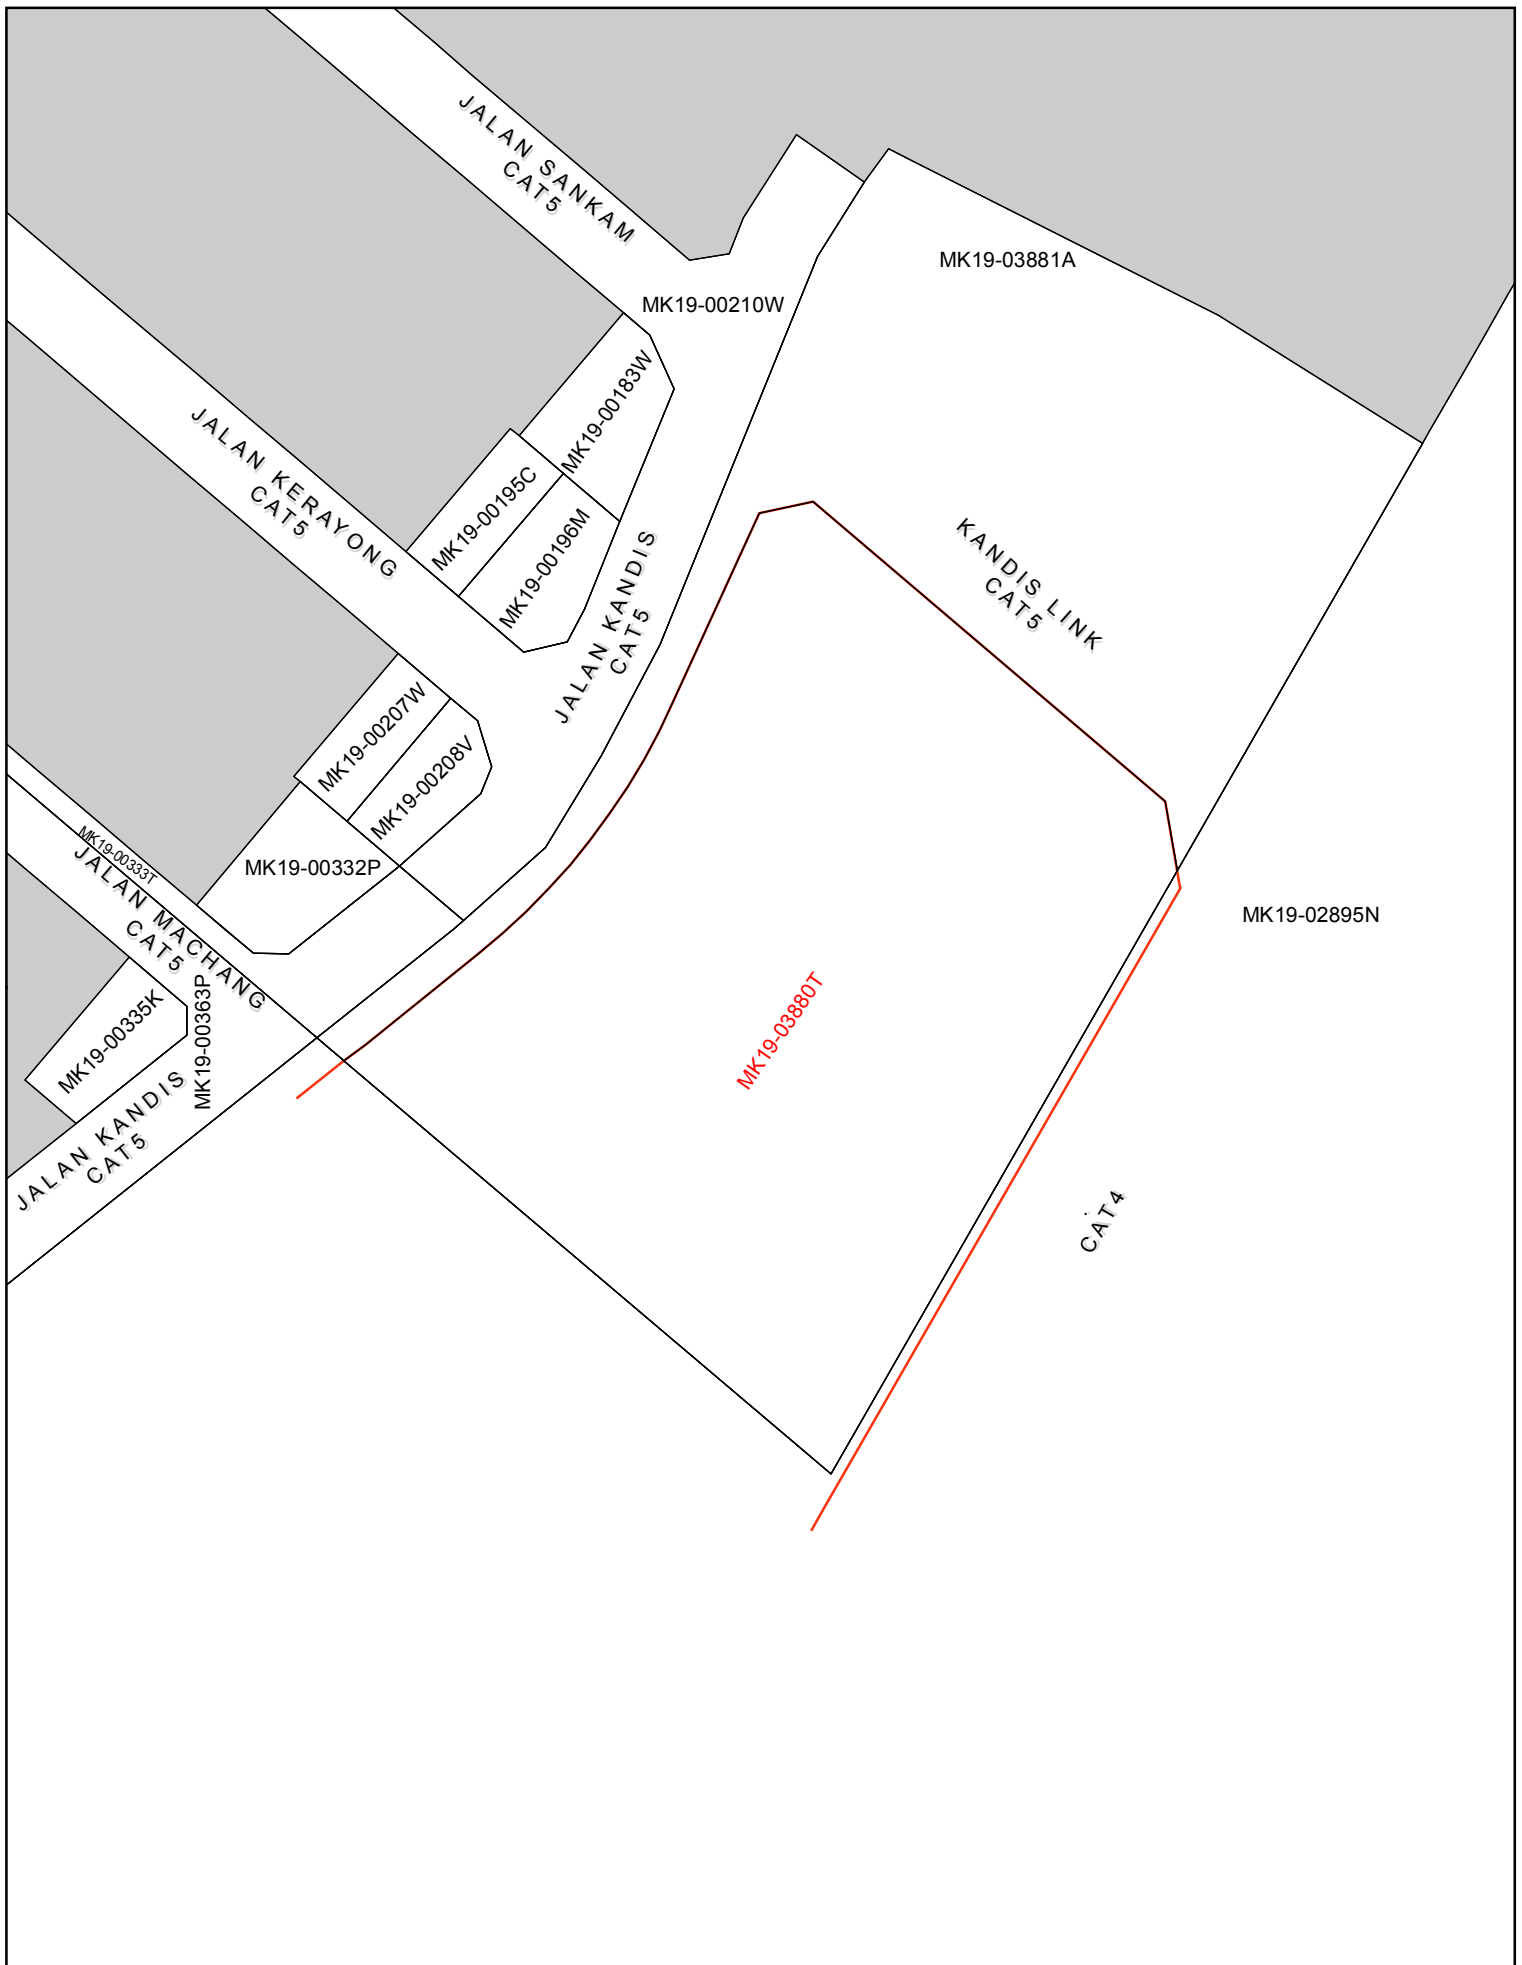 JALAN SANKAM
CAT5
MK19-03881A
MK19-00210W
MK19-00183W
JALAN KERAYONG
CAT5
MK19-00195C
MK19-00196M
JALAN KANDIS
CAT5
KANDIS LINK
CAT5
MK19-00207W
MK19-00208V
MK19-00333T
MK19-00332P
JALAN MACHANG
CAT5
MK19-02895N
MK19-00335K
MK19-00363P
MK19-03880T
JALAN KANDIS
CAT5
.
CAT4